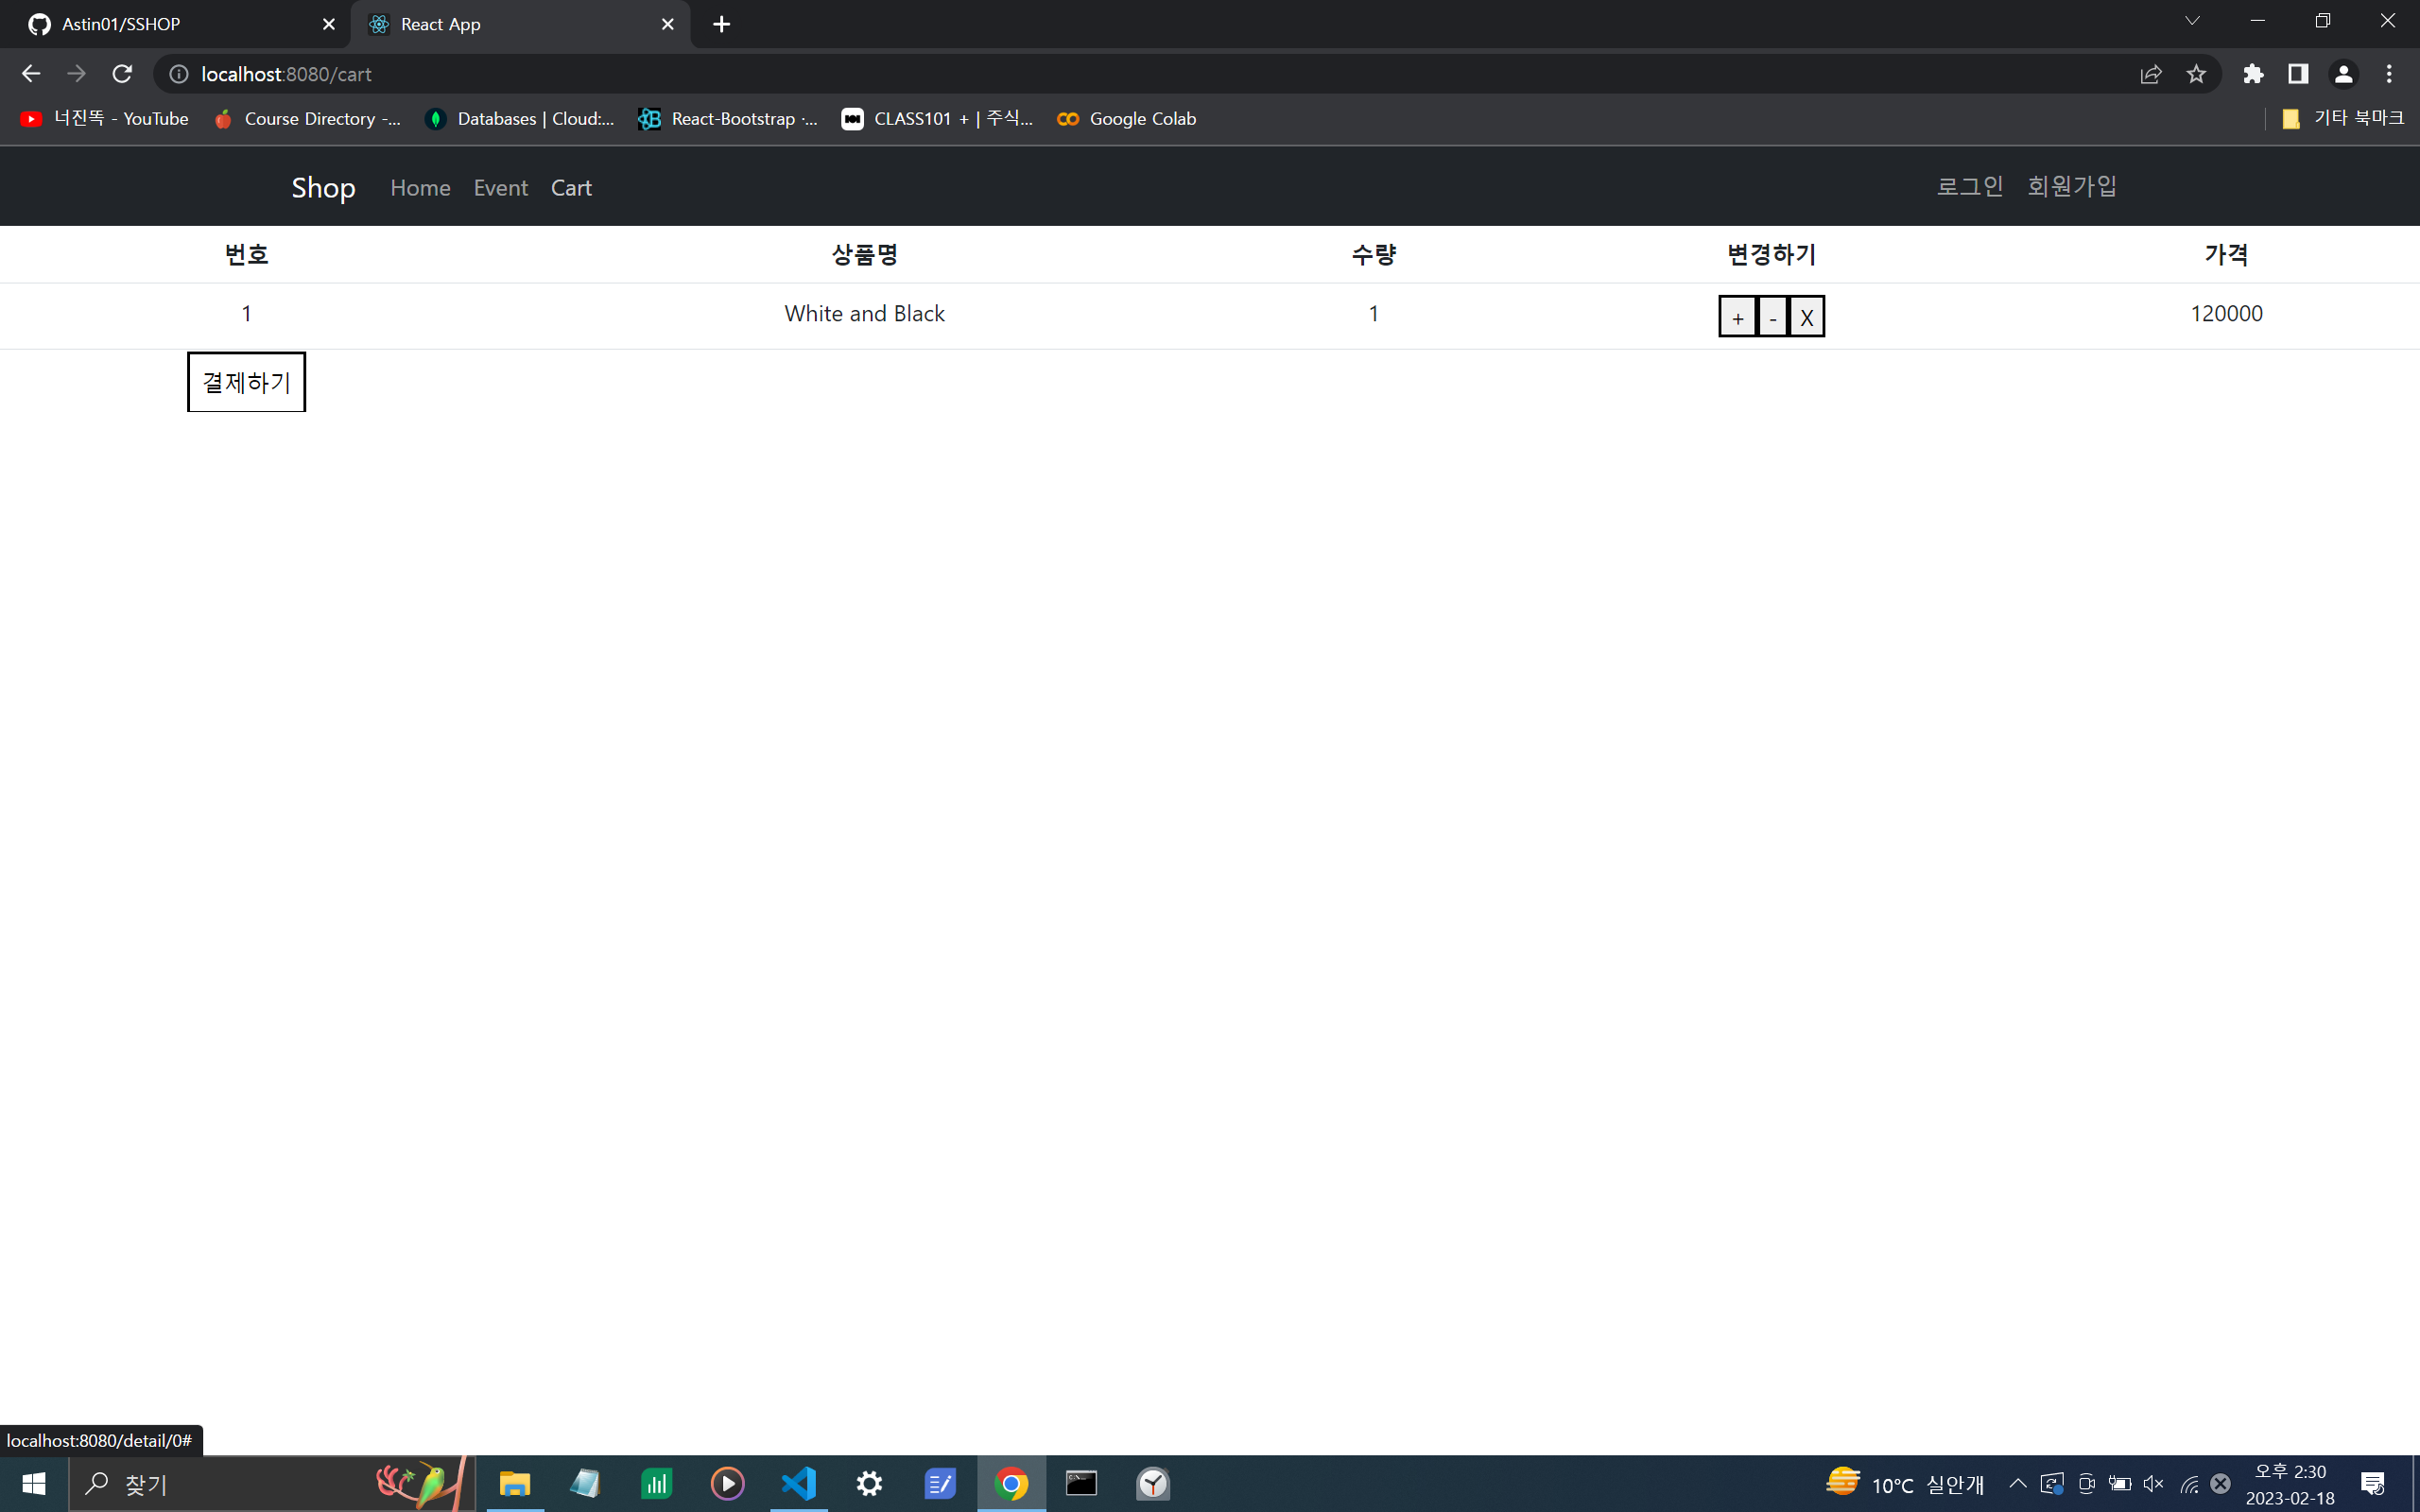 Astin01/SSHOP
React App
localhost:8080/cart
너진똑 - YouTube
Course Directory -...
Databases | Cloud:...
React-Bootstrap ·...
CLASS101 + | 주식...
Google Colab
기타 북마크
Shop Home Event Cart 로그인 회원가입
번호 상품명 수량 변경하기 가격
1 White and Black 1 + - X 120000
결제하기
localhost:8080/detail/0#
찾기
10°C 실안개
오후 2:30
2023-02-18